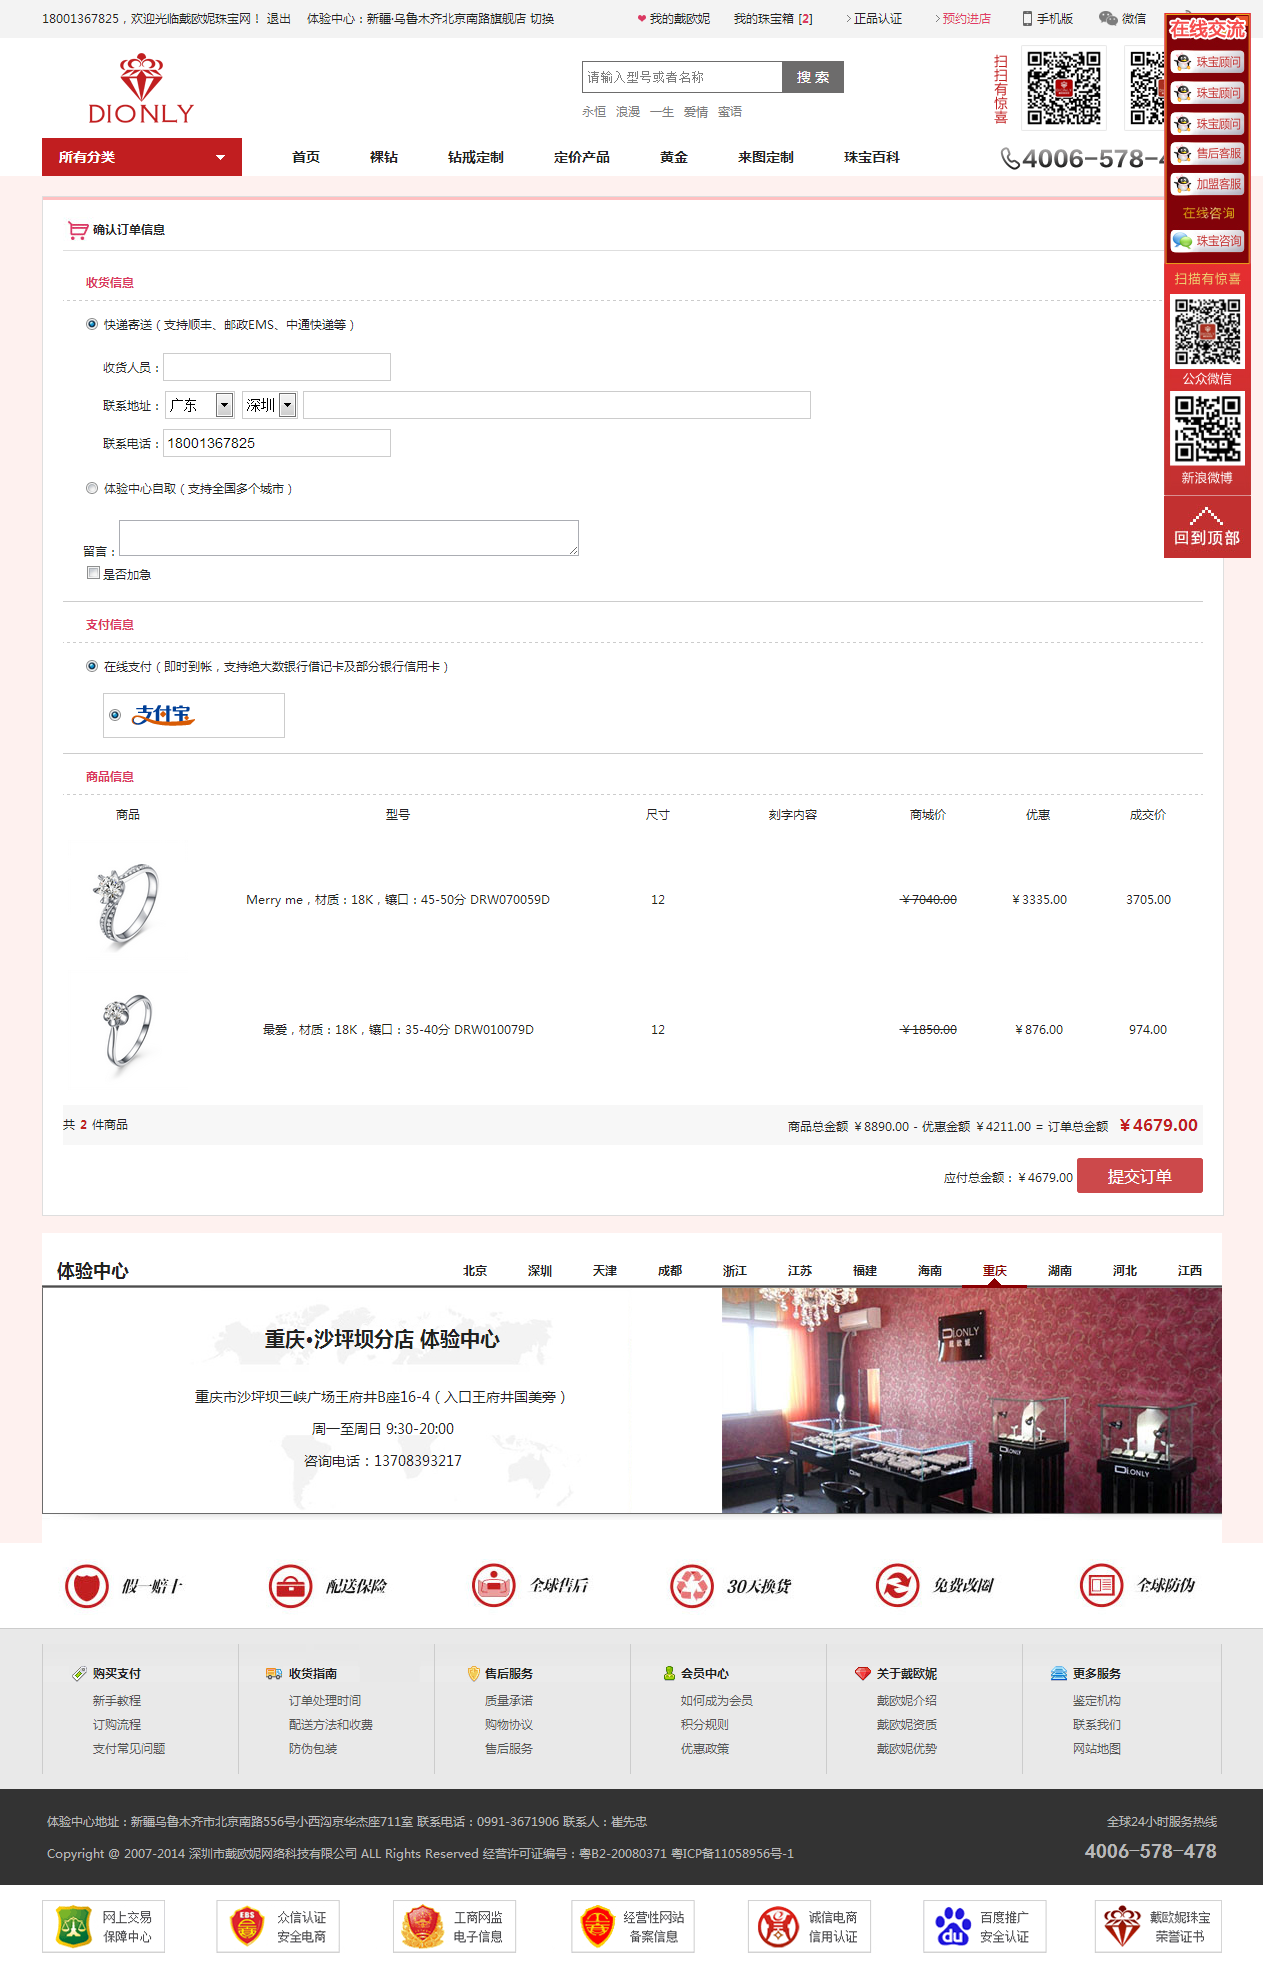 18001367825，欢迎光临戴欧妮珠宝网！ 退出 体验中心：新疆·乌鲁木齐北京南路旗舰店 切换
❤ 我的戴欧妮 我的珠宝箱 [2] 正品认证 预约进店 手机版 微信
DIONLY
请输入型号或者名称 搜 索
永恒 浪漫 一生 爱情 蜜语
扫扫有惊喜
所有分类 首页 裸钻 钻戒定制 定价产品 黄金 来图定制 珠宝百科
4006-578-4
在线交流
珠宝顾问
珠宝顾问
珠宝顾问
售后客服
加盟客服
在线咨询
珠宝咨询
扫描有惊喜
公众微信
新浪微博
回到顶部
确认订单信息
收货信息
快递寄送（支持顺丰、邮政EMS、中通快递等）
收货人员：
联系地址： 广东 深圳
联系电话： 18001367825
体验中心自取（支持全国多个城市）
留言：
是否加急
支付信息
在线支付（即时到帐，支持绝大数银行借记卡及部分银行信用卡）
支付宝
商品信息
商品 型号 尺寸 刻字内容 商城价 优惠 成交价
Merry me，材质：18K，镶口：45-50分 DRW070059D 12 ￥7040.00 ￥3335.00 3705.00
最爱，材质：18K，镶口：35-40分 DRW010079D 12 ￥1850.00 ￥876.00 974.00
共 2 件商品 商品总金额 ￥8890.00 - 优惠金额 ￥4211.00 = 订单总金额 ￥4679.00
应付总金额：￥4679.00 提交订单
体验中心 北京 深圳 天津 成都 浙江 江苏 福建 海南 重庆 湖南 河北 江西
重庆•沙坪坝分店 体验中心
重庆市沙坪坝三峡广场王府井B座16-4（入口王府井国美旁）
周一至周日 9:30-20:00
咨询电话：13708393217
DIONLY
戴欧妮
DIONLY
DIONLY
假一赔十 配送保险 全球售后 30天换货 免费改圈 全球防伪
购买支付 收货指南 售后服务 会员中心 关于戴欧妮 更多服务
新手教程 订单处理时间 质量承诺 如何成为会员 戴欧妮介绍 鉴定机构
订购流程 配送方法和收费 购物协议 积分规则 戴欧妮资质 联系我们
支付常见问题 防伪包装 售后服务 优惠政策 戴欧妮优势 网站地图
体验中心地址：新疆乌鲁木齐市北京南路556号小西沟京华杰座711室 联系电话：0991-3671906 联系人：崔先忠
全球24小时服务热线
Copyright @ 2007-2014 深圳市戴欧妮网络科技有限公司 ALL Rights Reserved 经营许可证编号：粤B2-20080371 粤ICP备11058956号-1
4006-578-478
网上交易 众信认证 工商网监 经营性网站 诚信电商 百度推广 戴欧妮珠宝
保障中心 安全电商 电子信息 备案信息 信用认证 安全认证 荣誉证书
EBS
du